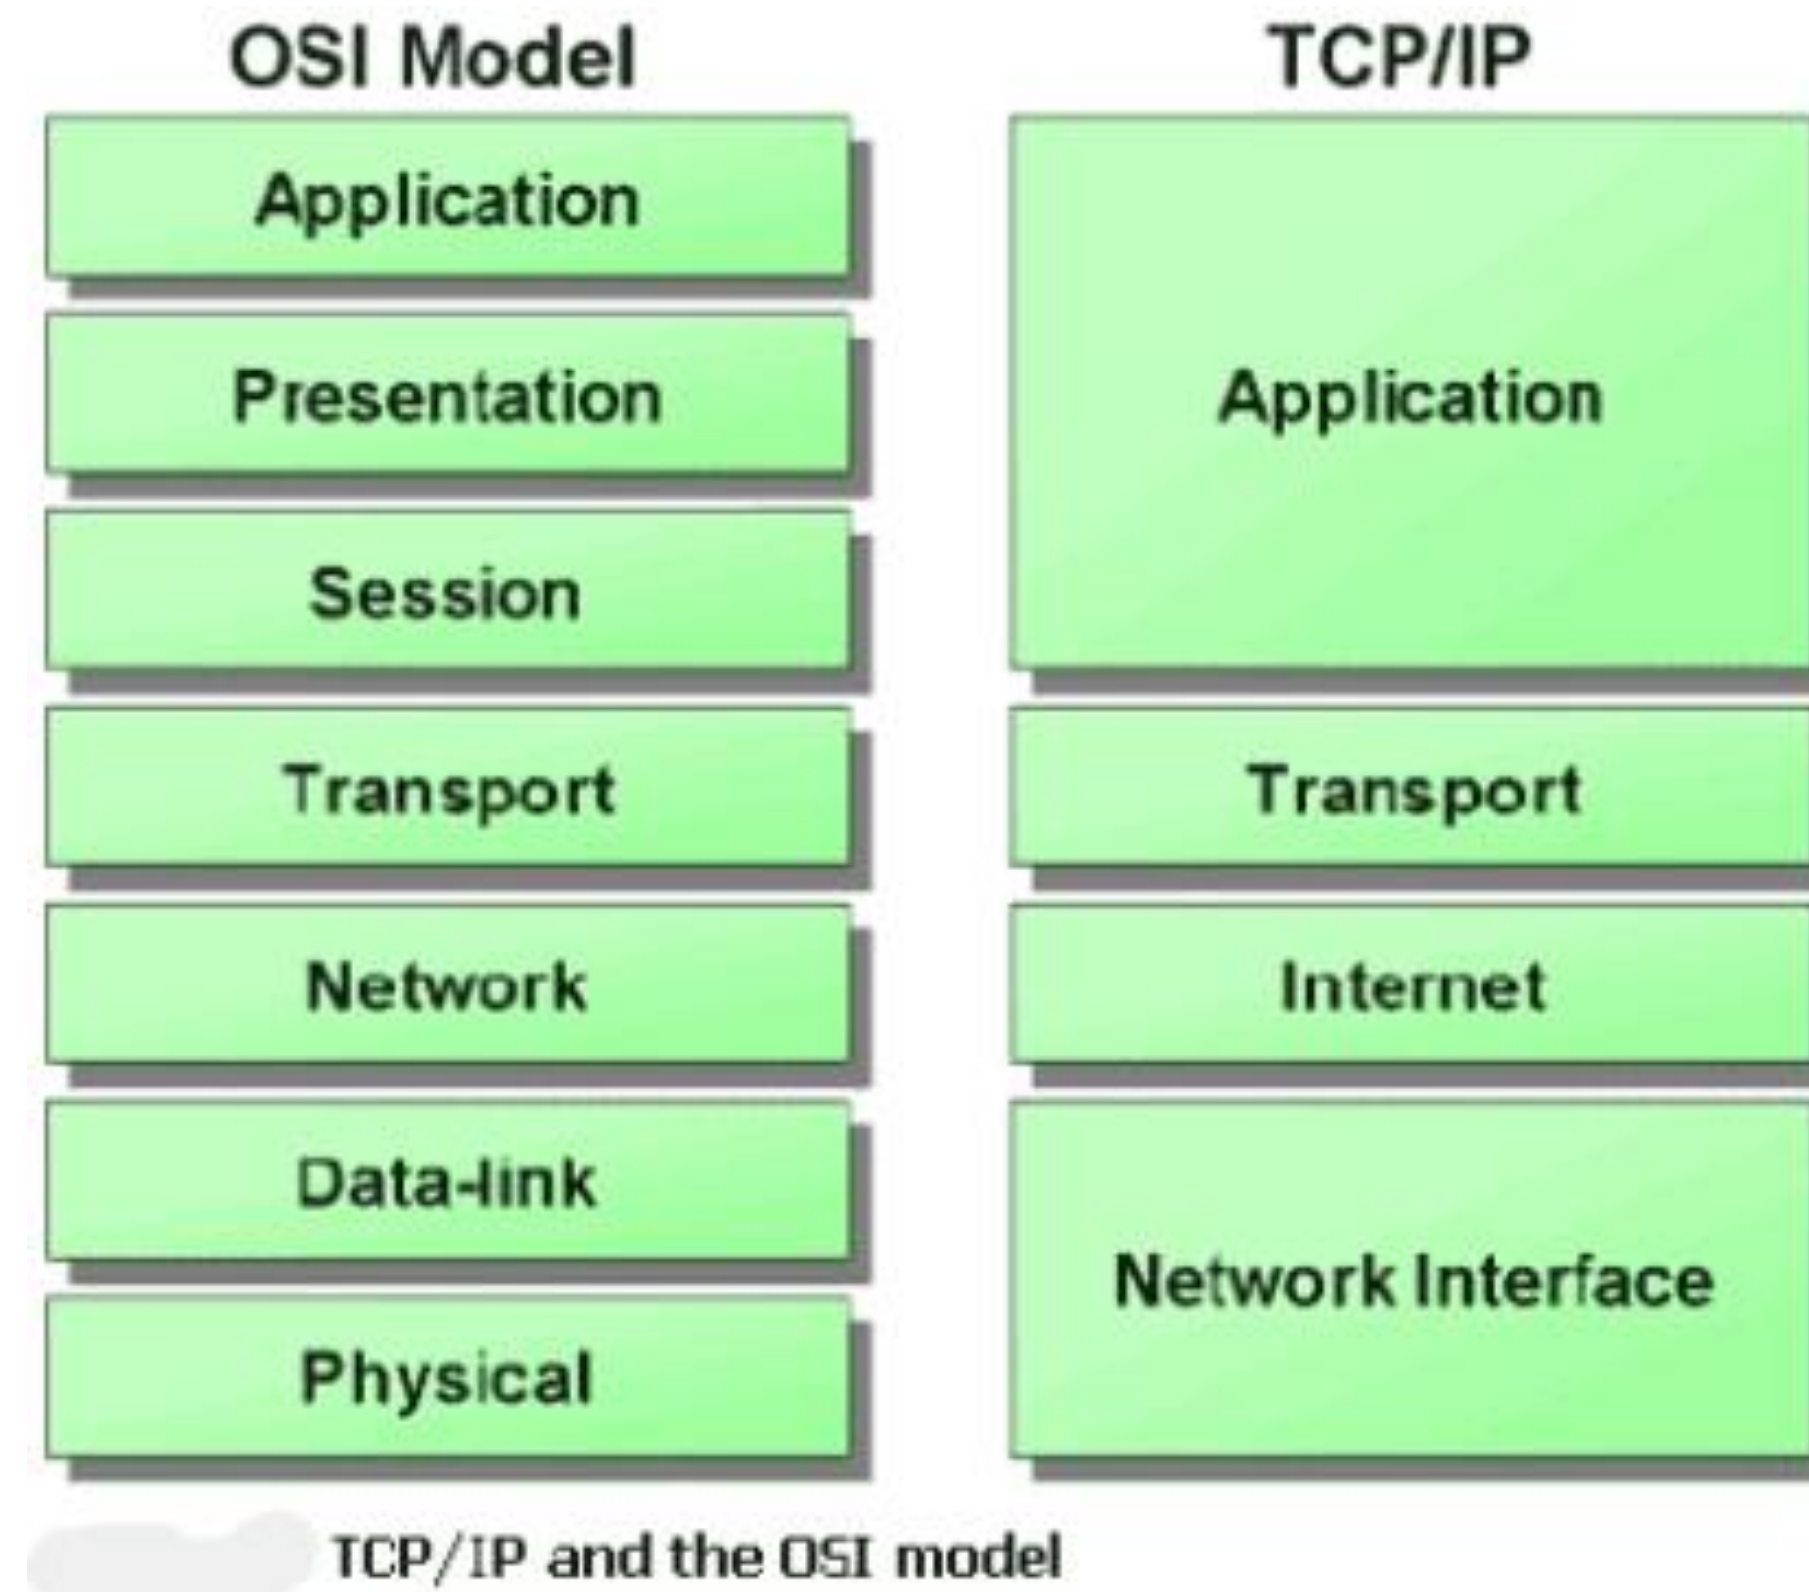 OSI Model
Application
Presentation
Session
Transport
Network
Data-link
Physical
TCP/IP
Application
Transport
Internet
Network Interface
TCP/IP and the OSI model